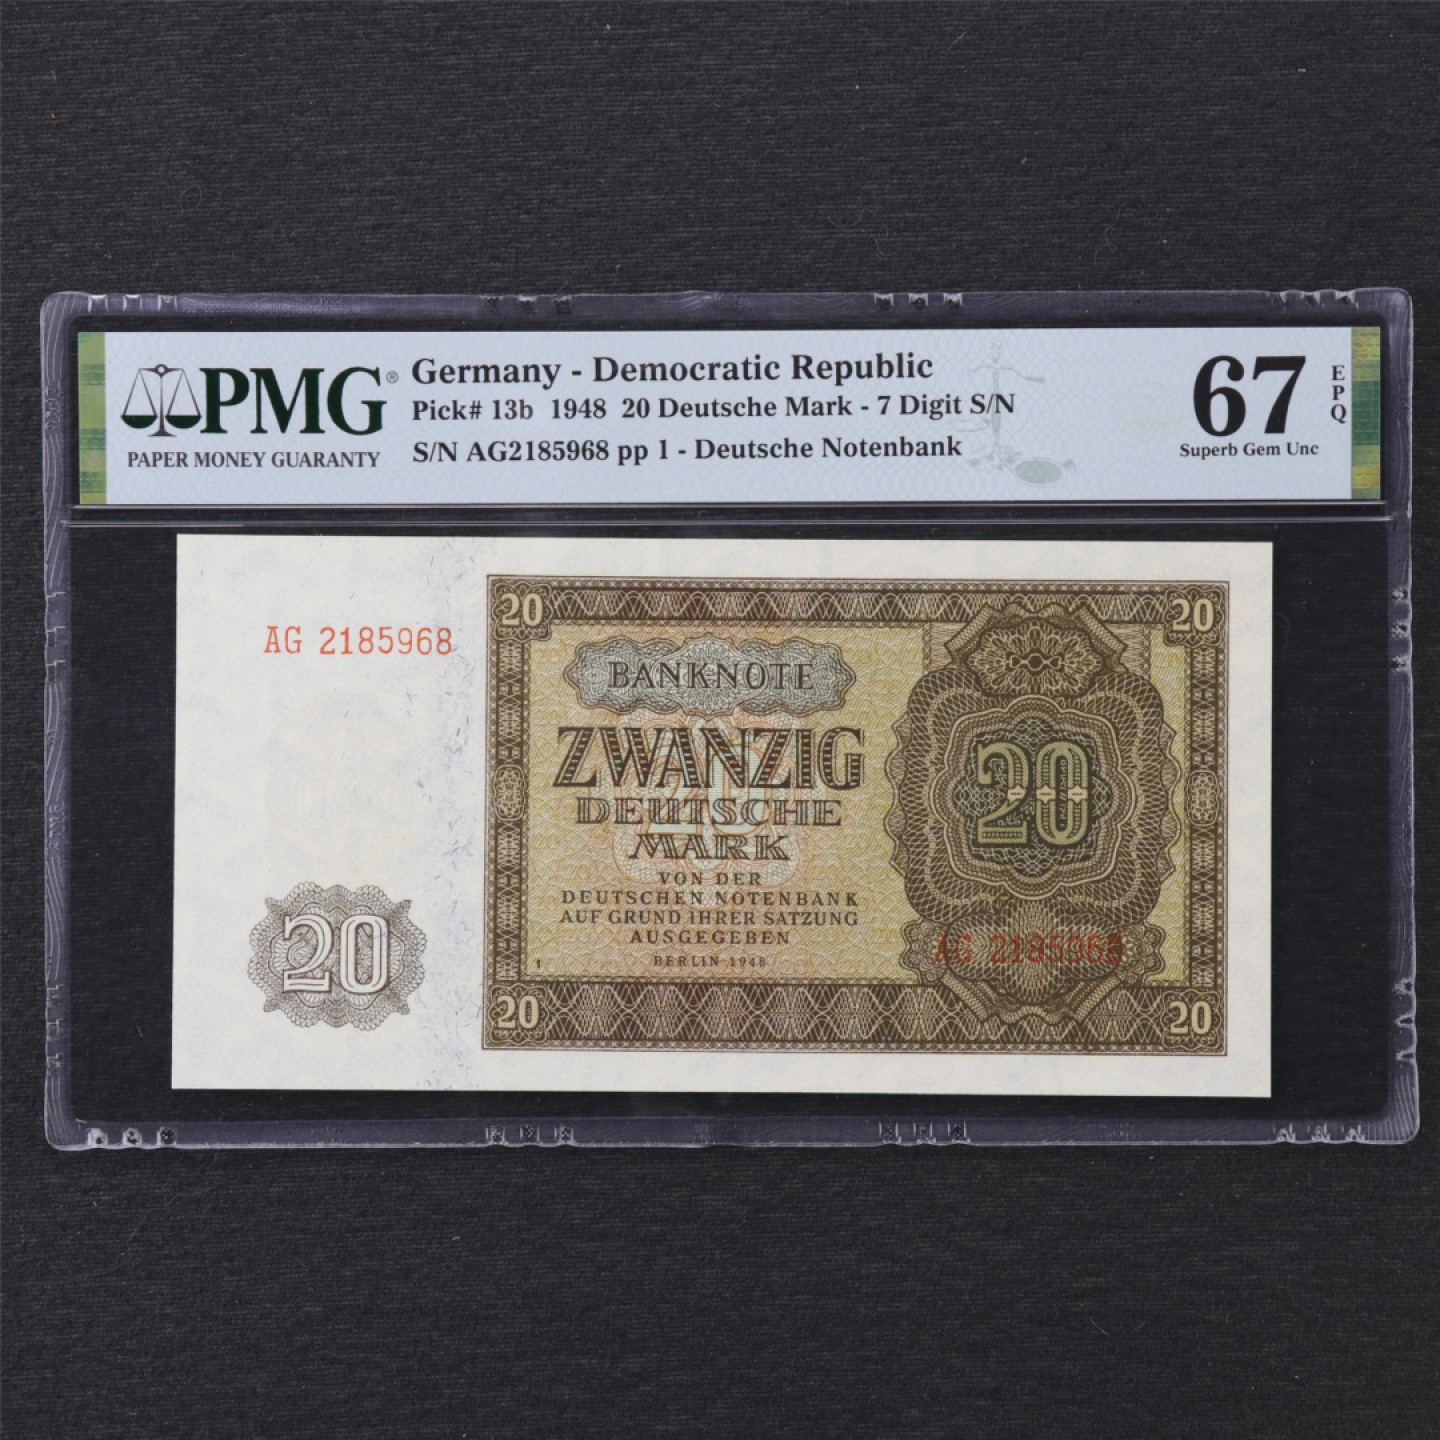 PMG®
PAPER MONEY GUARANTY
Germany - Democratic Republic
Pick# 13b 1948 20 Deutsche Mark - 7 Digit S/N
S/N AG2185968 pp 1 - Deutsche Notenbank
67
EPQ
Superb Gem Unc
20
20
AG 2185968
BANKNOTE
ZWANZIG
DEUTSCHE
MARK
20
20
VON DER
DEUTSCHEN NOTENBANK
AUF GRUND IHRER SATZUNG
AUSGEGEBEN
BERLIN 1948
1
AG 2185968
20
20
20